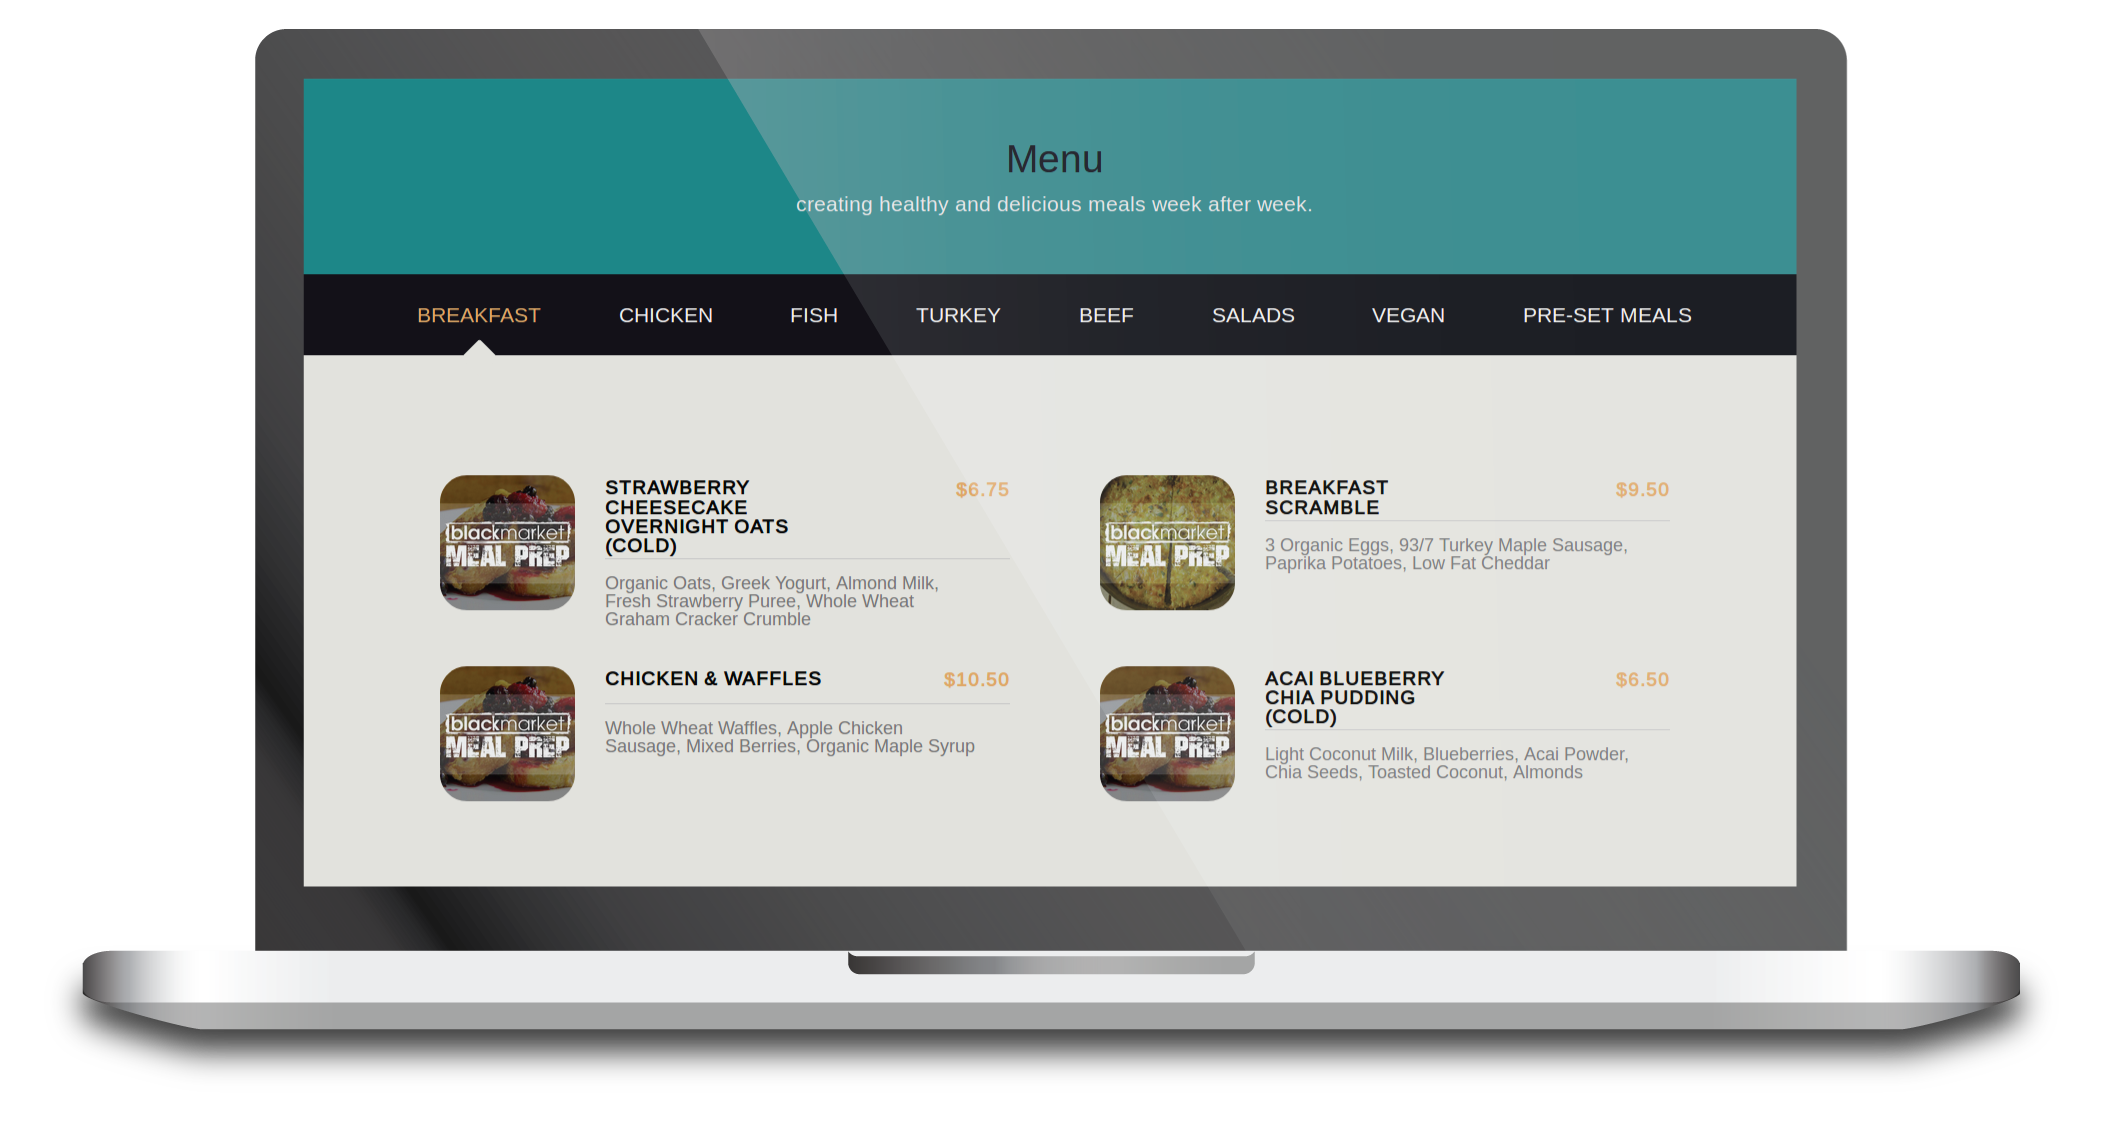 Menu
creating healthy and delicious meals week after week.
BREAKFAST CHICKEN FISH TURKEY BEEF SALADS VEGAN PRE-SET MEALS
blackmarket
MEAL PREP
STRAWBERRY
CHEESECAKE
OVERNIGHT OATS
(COLD)
$6.75
Organic Oats, Greek Yogurt, Almond Milk,
Fresh Strawberry Puree, Whole Wheat
Graham Cracker Crumble
blackmarket
MEAL PREP
BREAKFAST
SCRAMBLE
$9.50
3 Organic Eggs, 93/7 Turkey Maple Sausage,
Paprika Potatoes, Low Fat Cheddar
blackmarket
MEAL PREP
CHICKEN & WAFFLES
$10.50
Whole Wheat Waffles, Apple Chicken
Sausage, Mixed Berries, Organic Maple Syrup
blackmarket
MEAL PREP
ACAI BLUEBERRY
CHIA PUDDING
(COLD)
$6.50
Light Coconut Milk, Blueberries, Acai Powder,
Chia Seeds, Toasted Coconut, Almonds